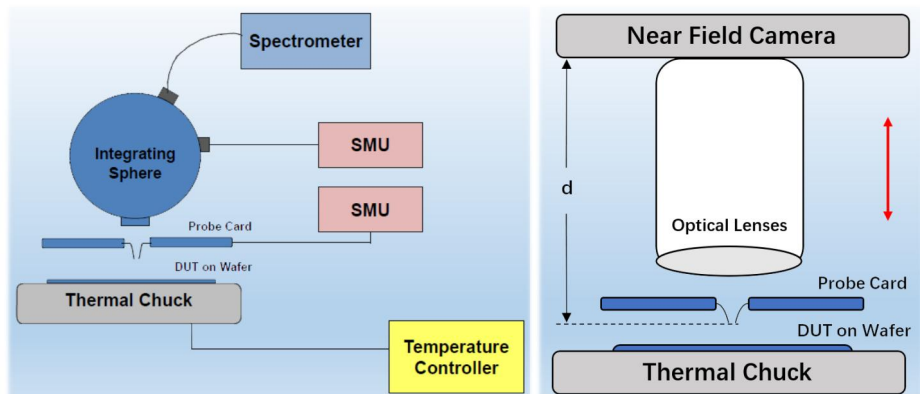 Spectrometer
Integrating
Sphere
SMU
SMU
Probe Card
DUT on Wafer
Thermal Chuck
Temperature
Controller
Near Field Camera
d
Optical Lenses
Probe Card
DUT on Wafer
Thermal Chuck